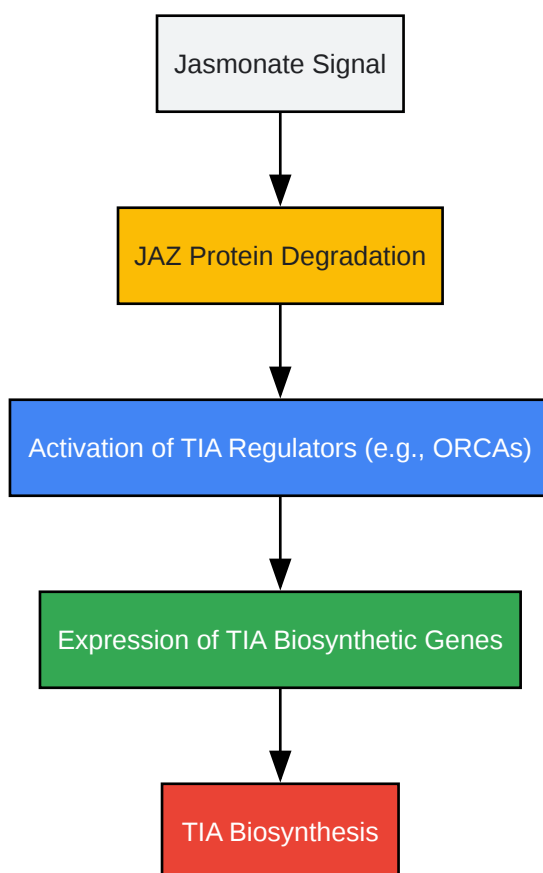 Jasmonate Signal
JAZ Protein Degradation
Activation of TIA Regulators (e.g., ORCAs)
Expression of TIA Biosynthetic Genes
TIA Biosynthesis